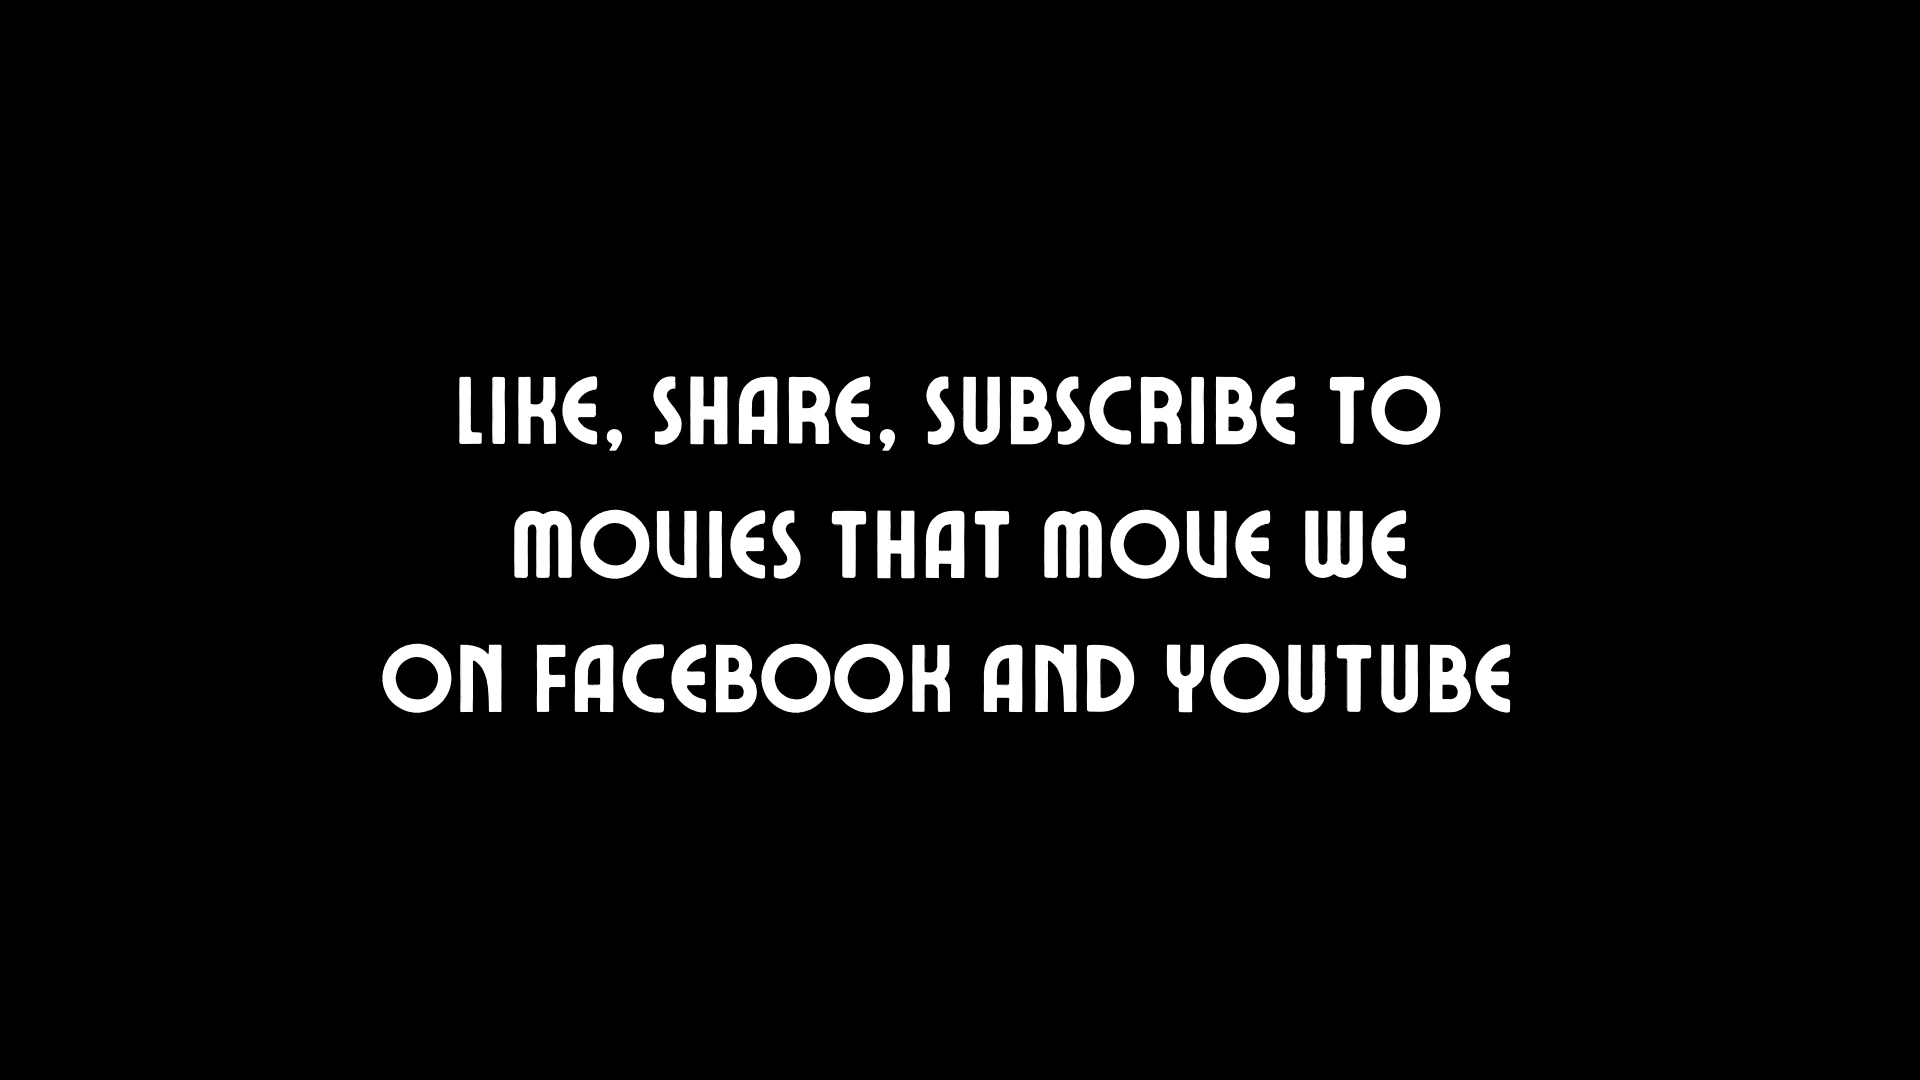 LIKE, SHARE, SUBSCRIBE TO
MOVIES THAT MOVE WE
ON FACEBOOK AND YOUTUBE